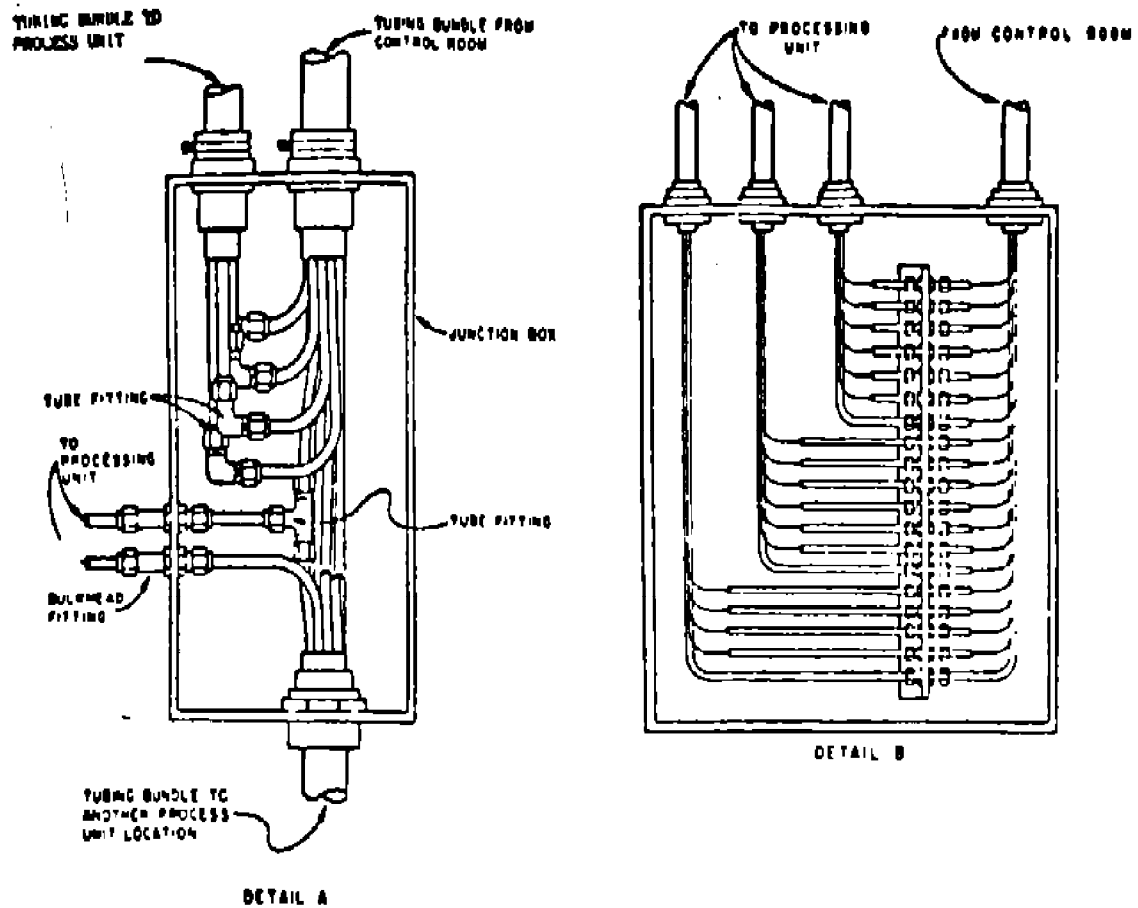 TUBING BUNDLE TO
PROCESS UNIT
TUBING BUNDLE FROM
CONTROL ROOM
JUNCTION BOX
TUBE FITTING
TO
PROCESSING
UNIT
TUBE FITTING
BULKHEAD
FITTING
TUBING BUNDLE TO
ANOTHER PROCESS
UNIT LOCATION
DETAIL A
TO PROCESSING
UNIT
FROM CONTROL ROOM
DETAIL B